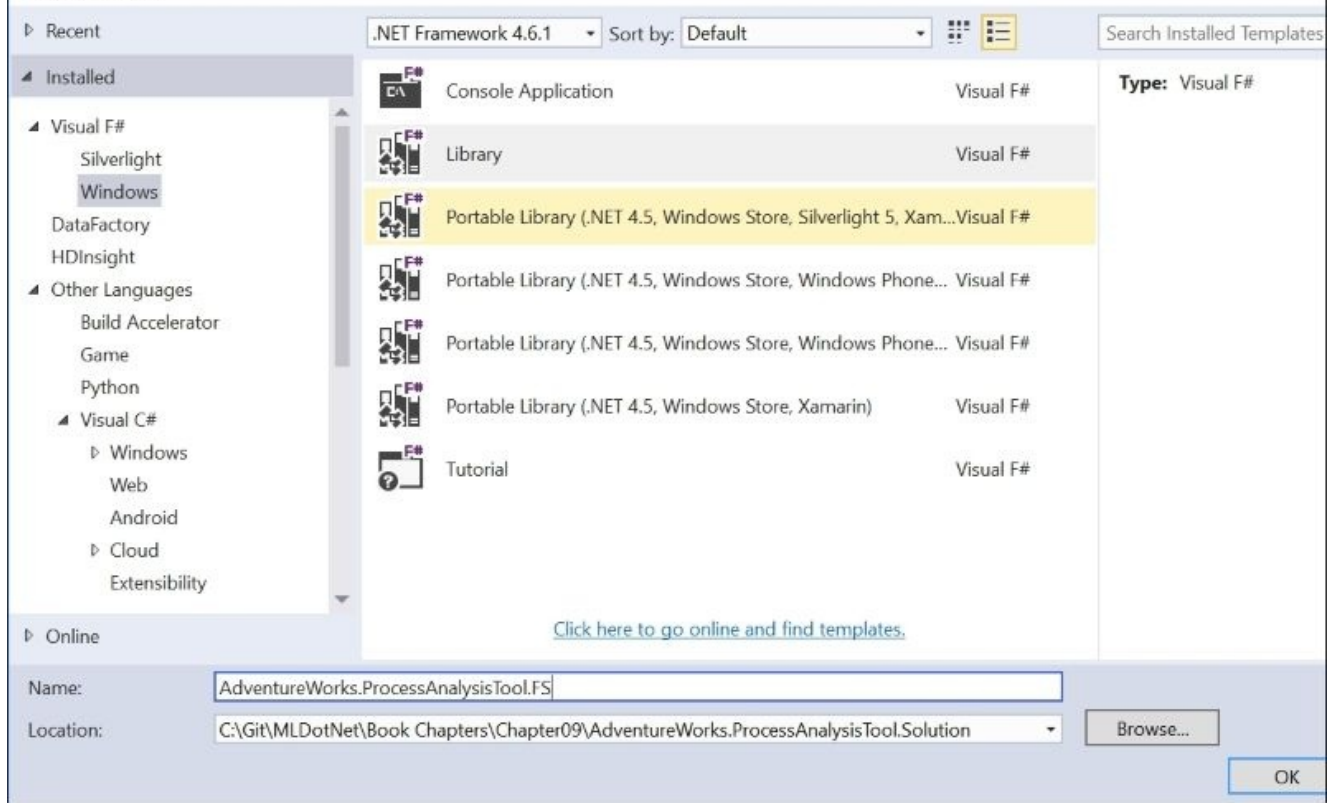 Recent
.NET Framework 4.6.1 Sort by: Default Search Installed Templates
Installed
Visual F#
Silverlight
Windows
DataFactory
HDInsight
Other Languages
Build Accelerator
Game
Python
Visual C#
Windows
Web
Android
Cloud
Extensibility
Online
Console Application Visual F#
Library Visual F#
Portable Library (.NET 4.5, Windows Store, Silverlight 5, Xam...Visual F#
Portable Library (.NET 4.5, Windows Store, Windows Phone... Visual F#
Portable Library (.NET 4.5, Windows Store, Windows Phone... Visual F#
Portable Library (.NET 4.5, Windows Store, Xamarin) Visual F#
Tutorial Visual F#
Click here to go online and find templates.
Type: Visual F#
Name: AdventureWorks.ProcessAnalysisTool.FS
Location: C:\Git\MLDotNet\Book Chapters\Chapter09\AdventureWorks.ProcessAnalysisTool.Solution Browse...
OK